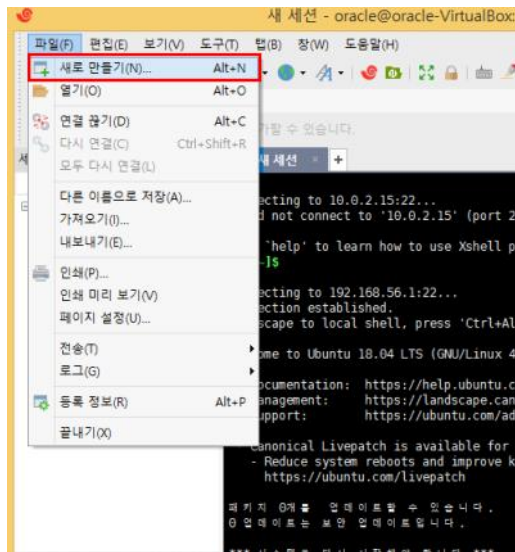 새 세션 - oracle@oracle-VirtualBox:
파일(F) 편집(E) 보기(V) 도구(T) 탭(B) 창(W) 도움말(H)
새로 만들기(N)... Alt+N
열기(O) Alt+O
연결 끊기(D) Alt+C
다시 연결(C) Ctrl+Shift+R
모두 다시 연결(L)
다른 이름으로 저장(A)...
가져오기(I)...
내보내기(E)...
인쇄(P)...
인쇄 미리 보기(V)
페이지 설정(U)...
전송(T)
로그(G)
등록 정보(R) Alt+P
끝내기(X)
가할 수 있습니다.
새 세션 × +
ecting to 10.0.2.15:22...
d not connect to '10.0.2.15' (port 2
`help' to learn how to use Xshell p
~]$
ecting to 192.168.56.1:22...
ection established.
scape to local shell, press 'Ctrl+Al
ome to Ubuntu 18.04 LTS (GNU/Linux 4
ocumentation: https://help.ubuntu.c
anagement: https://landscape.can
upport: https://ubuntu.com/ad
Canonical Livepatch is available for
- Reduce system reboots and improve k
https://ubuntu.com/livepatch
패키지 0개를 업데이트할 수 있습니다.
0 업데이트는 보안 업데이트입니다.